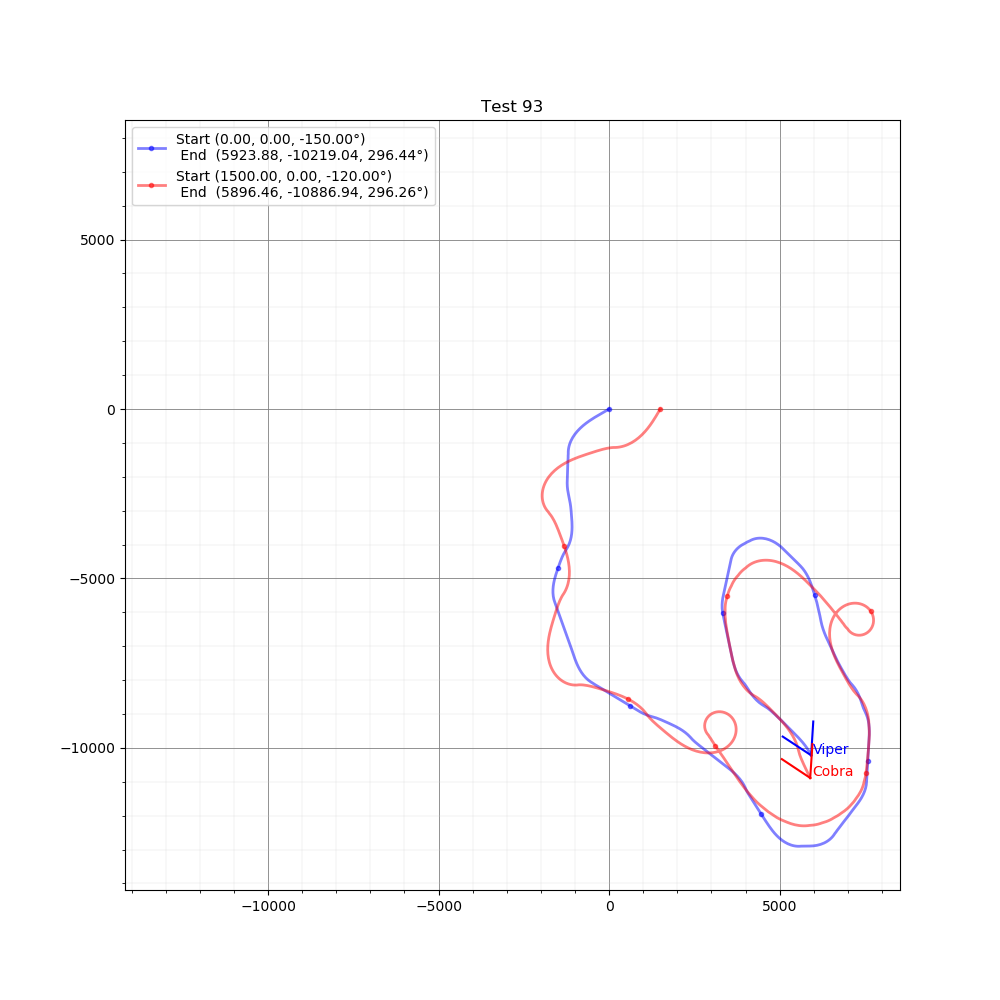 Test 93
Start (0.00, 0.00, -150.00°)
End  (5923.88, -10219.04, 296.44°)
Start (1500.00, 0.00, -120.00°)
End  (5896.46, -10886.94, 296.26°)
5000
0
−5000
−10000
Viper
Cobra
−10000
−5000
0
5000